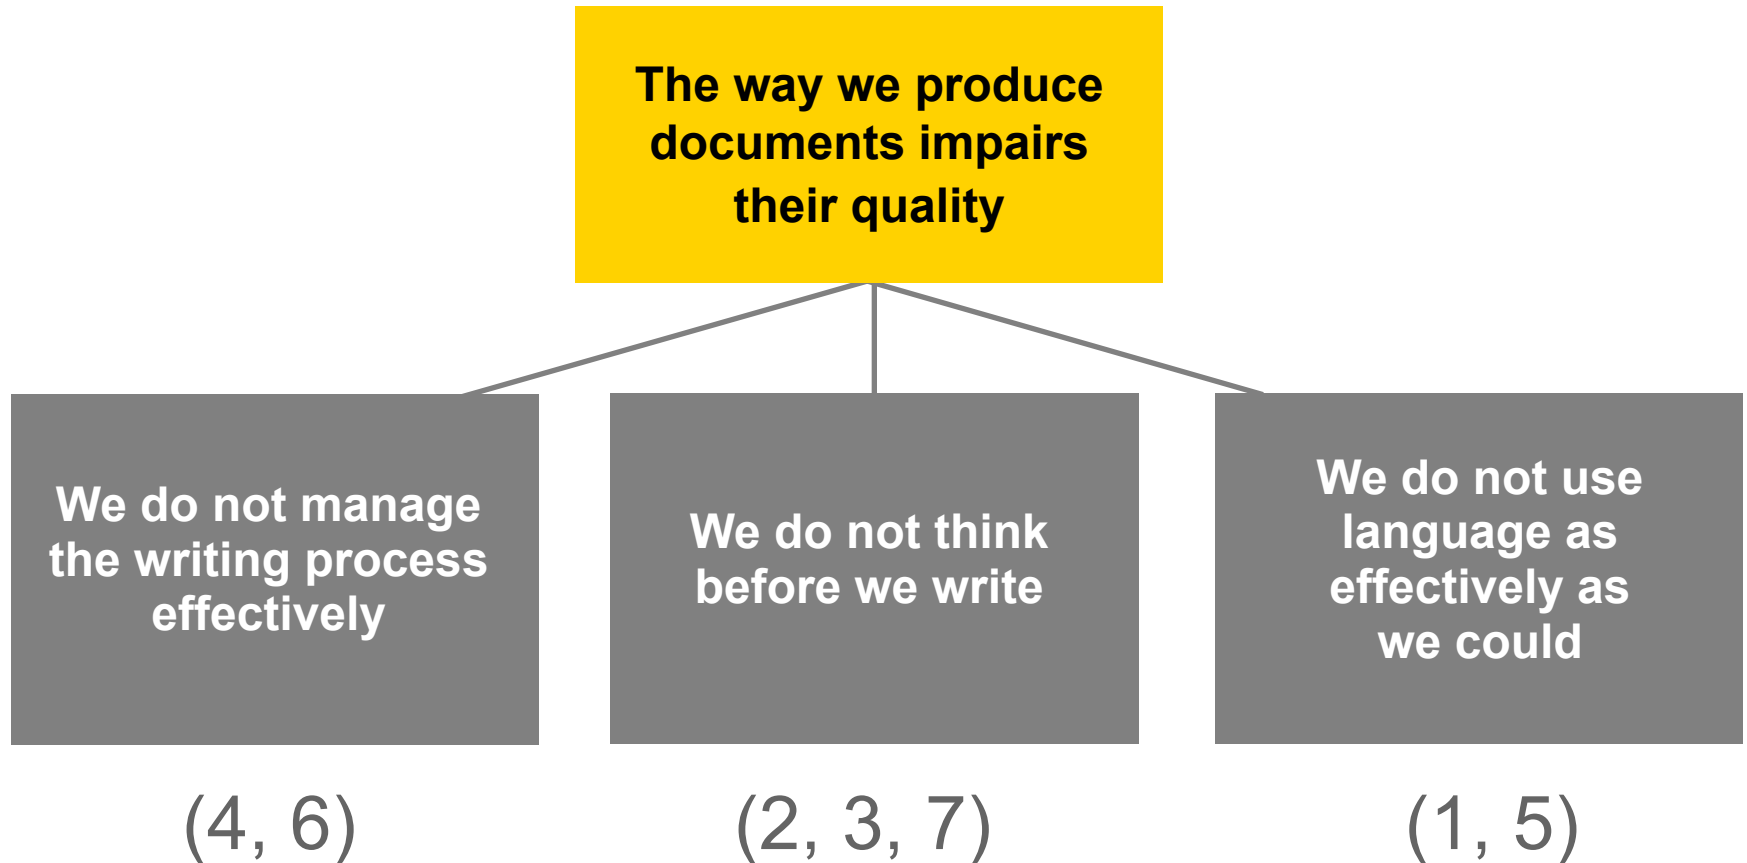 The way we produce
documents impairs
their quality
We do not manage
the writing process
effectively
We do not think
before we write
We do not use
language as
effectively as
we could
(4, 6)
(2, 3, 7)
(1, 5)